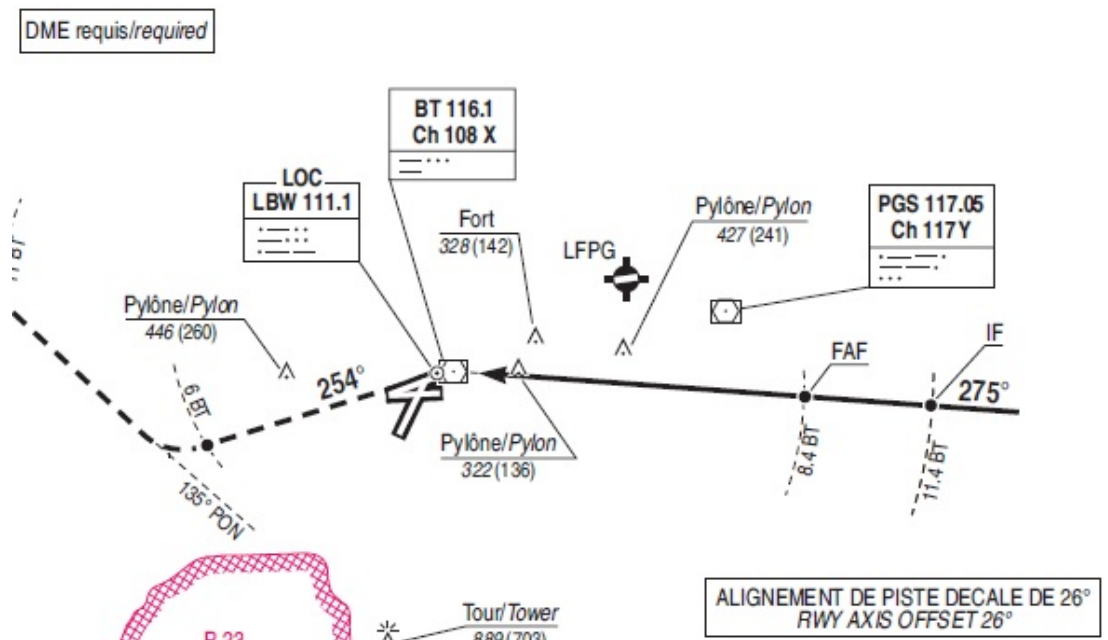 DME requis/required
BT 116.1
Ch 108 X
LOC
LBW 111.1
Fort
328 (142)
LFPG
Pylône/Pylon
427 (241)
PGS 117.05
Ch 117 Y
Pylône/Pylon
446 (260)
6 BT
254°
FAF
IF
275°
Pylône/Pylon
322 (136)
8.4 BT
11.4 BT
135° PON
ALIGNEMENT DE PISTE DECALE DE 26°
RWY AXIS OFFSET 26°
Tour/Tower
889 (703)
P 23